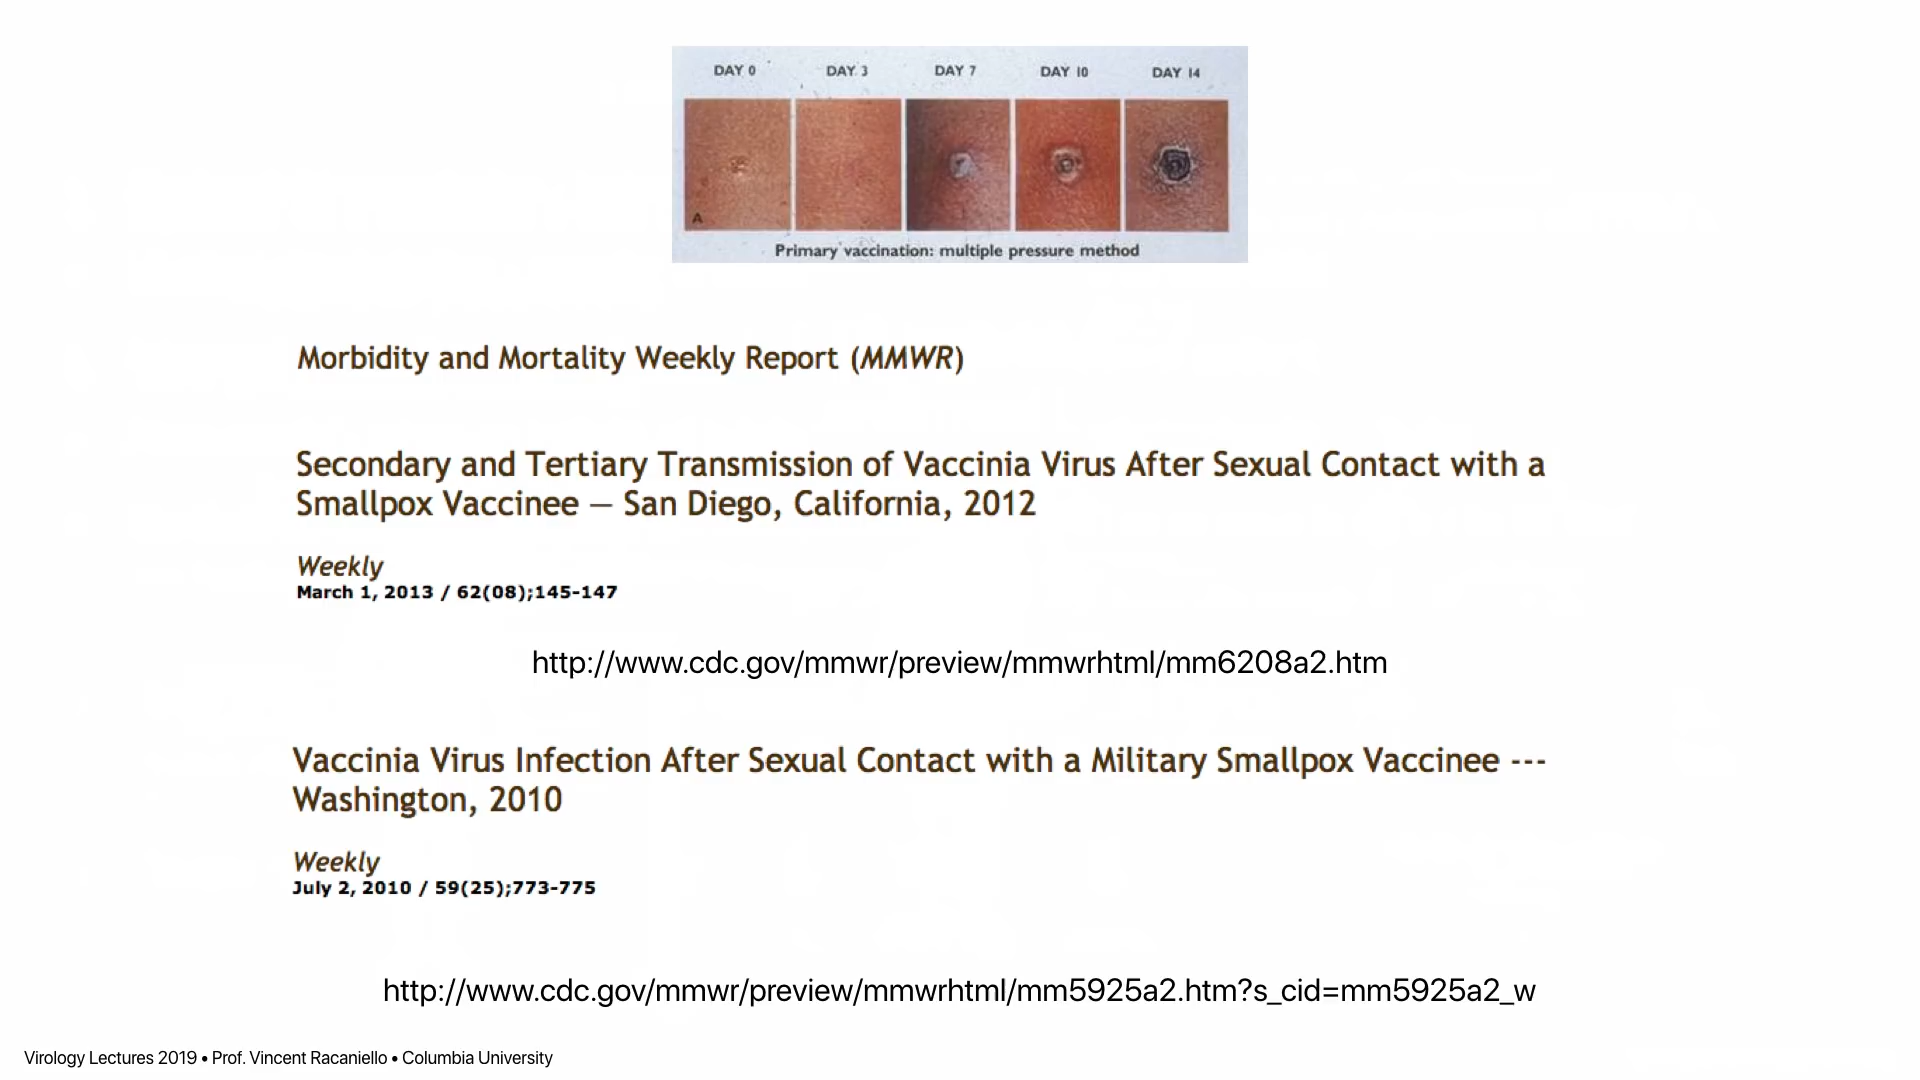 DAY 0 DAY 3 DAY 7 DAY 10 DAY 14
A
Primary vaccination: multiple pressure method
Morbidity and Mortality Weekly Report (MMWR)
Secondary and Tertiary Transmission of Vaccinia Virus After Sexual Contact with a
Smallpox Vaccinee — San Diego, California, 2012
Weekly
March 1, 2013 / 62(08);145-147
http://www.cdc.gov/mmwr/preview/mmwrhtml/mm6208a2.htm
Vaccinia Virus Infection After Sexual Contact with a Military Smallpox Vaccinee ---
Washington, 2010
Weekly
July 2, 2010 / 59(25);773-775
http://www.cdc.gov/mmwr/preview/mmwrhtml/mm5925a2.htm?s_cid=mm5925a2_w
Virology Lectures 2019 • Prof. Vincent Racaniello • Columbia University